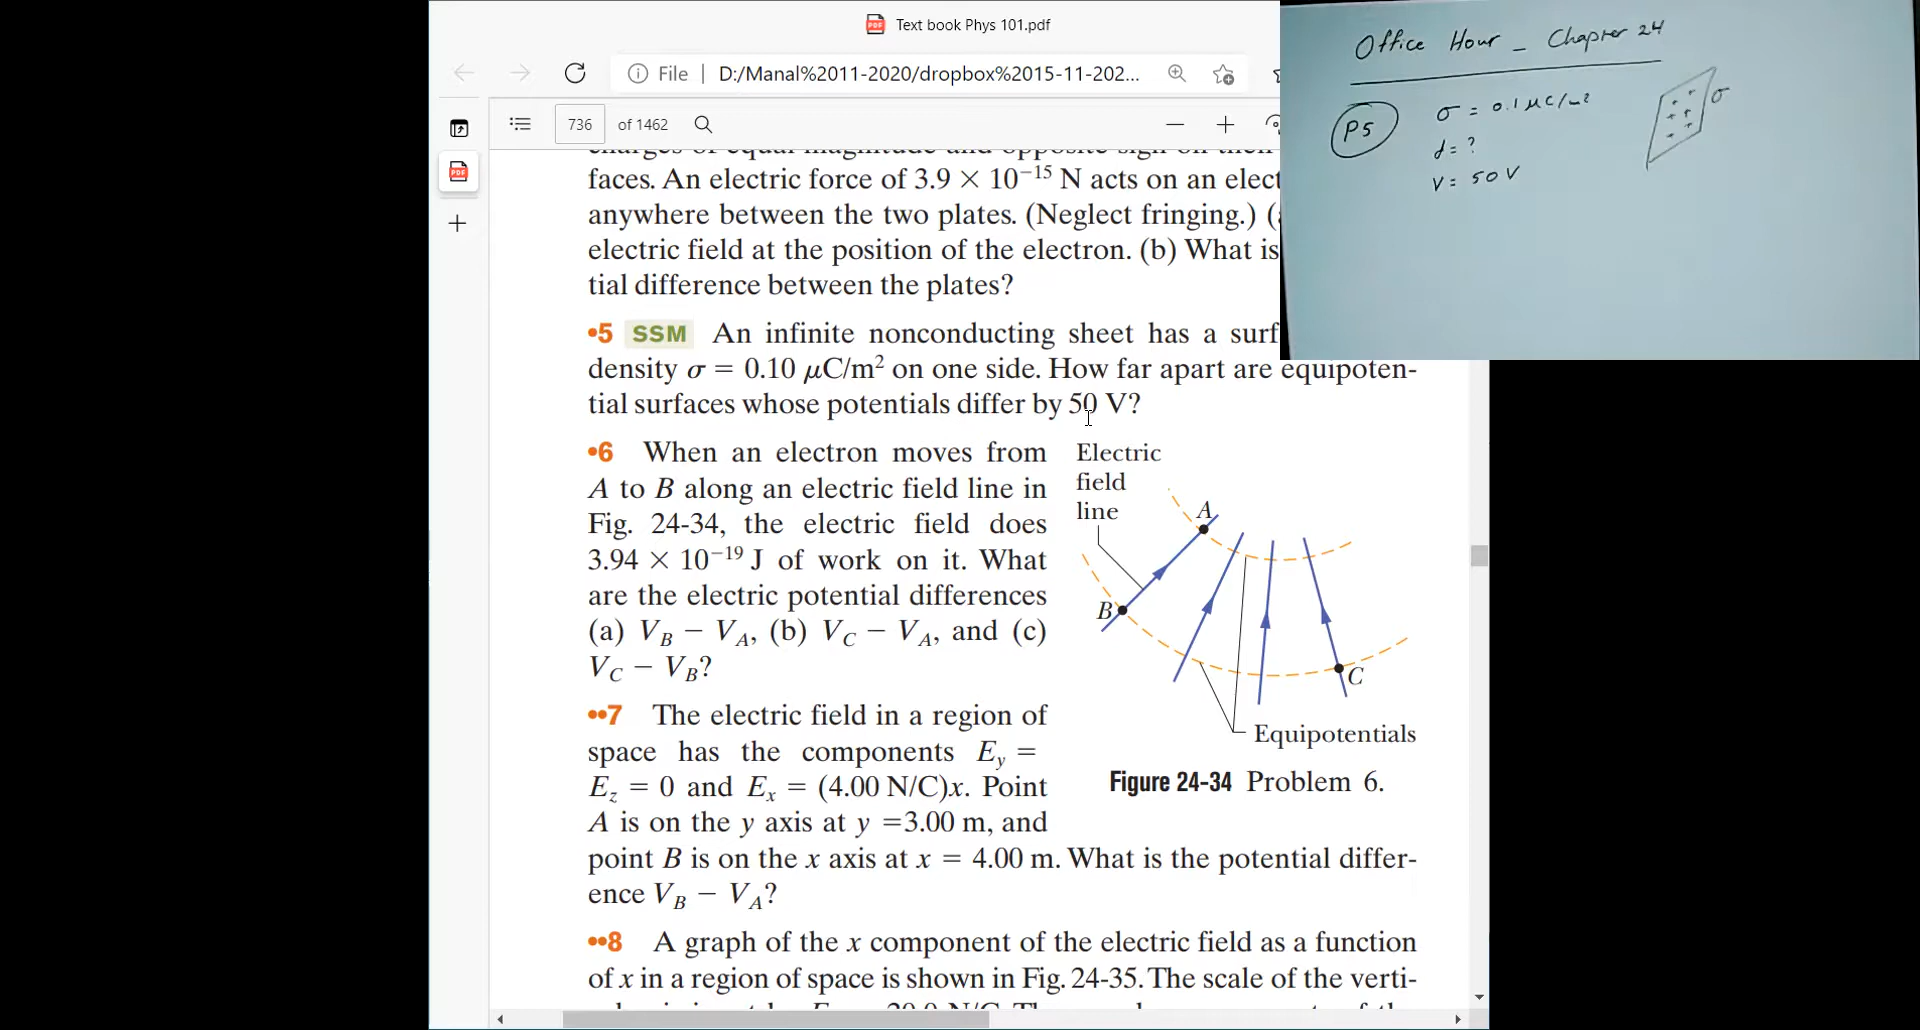 Text book Phys 101.pdf
File | D:/Manal%2011-2020/dropbox%2015-11-202...
736 of 1462
charges of equal magnitude and opposite sign on their
faces. An electric force of 3.9 × 10⁻¹⁵ N acts on an elect
anywhere between the two plates. (Neglect fringing.) (
electric field at the position of the electron. (b) What is
tial difference between the plates?
•5 SSM An infinite nonconducting sheet has a surf
density σ = 0.10 μC/m² on one side. How far apart are equipoten-
tial surfaces whose potentials differ by 50 V?
•6 When an electron moves from
A to B along an electric field line in
Fig. 24-34, the electric field does
3.94 × 10⁻¹⁹ J of work on it. What
are the electric potential differences
(a) V_B − V_A, (b) V_C − V_A, and (c)
V_C − V_B?
Electric
field
line
A
B
C
Equipotentials
Figure 24-34 Problem 6.
••7 The electric field in a region of
space has the components E_y =
E_z = 0 and E_x = (4.00 N/C)x. Point
A is on the y axis at y =3.00 m, and
point B is on the x axis at x = 4.00 m. What is the potential differ-
ence V_B − V_A?
••8 A graph of the x component of the electric field as a function
of x in a region of space is shown in Fig. 24-35. The scale of the verti-
Office Hour - Chapter 24
P5 σ = 0.1 μC/m²
d = ?
V = 50 V
σ